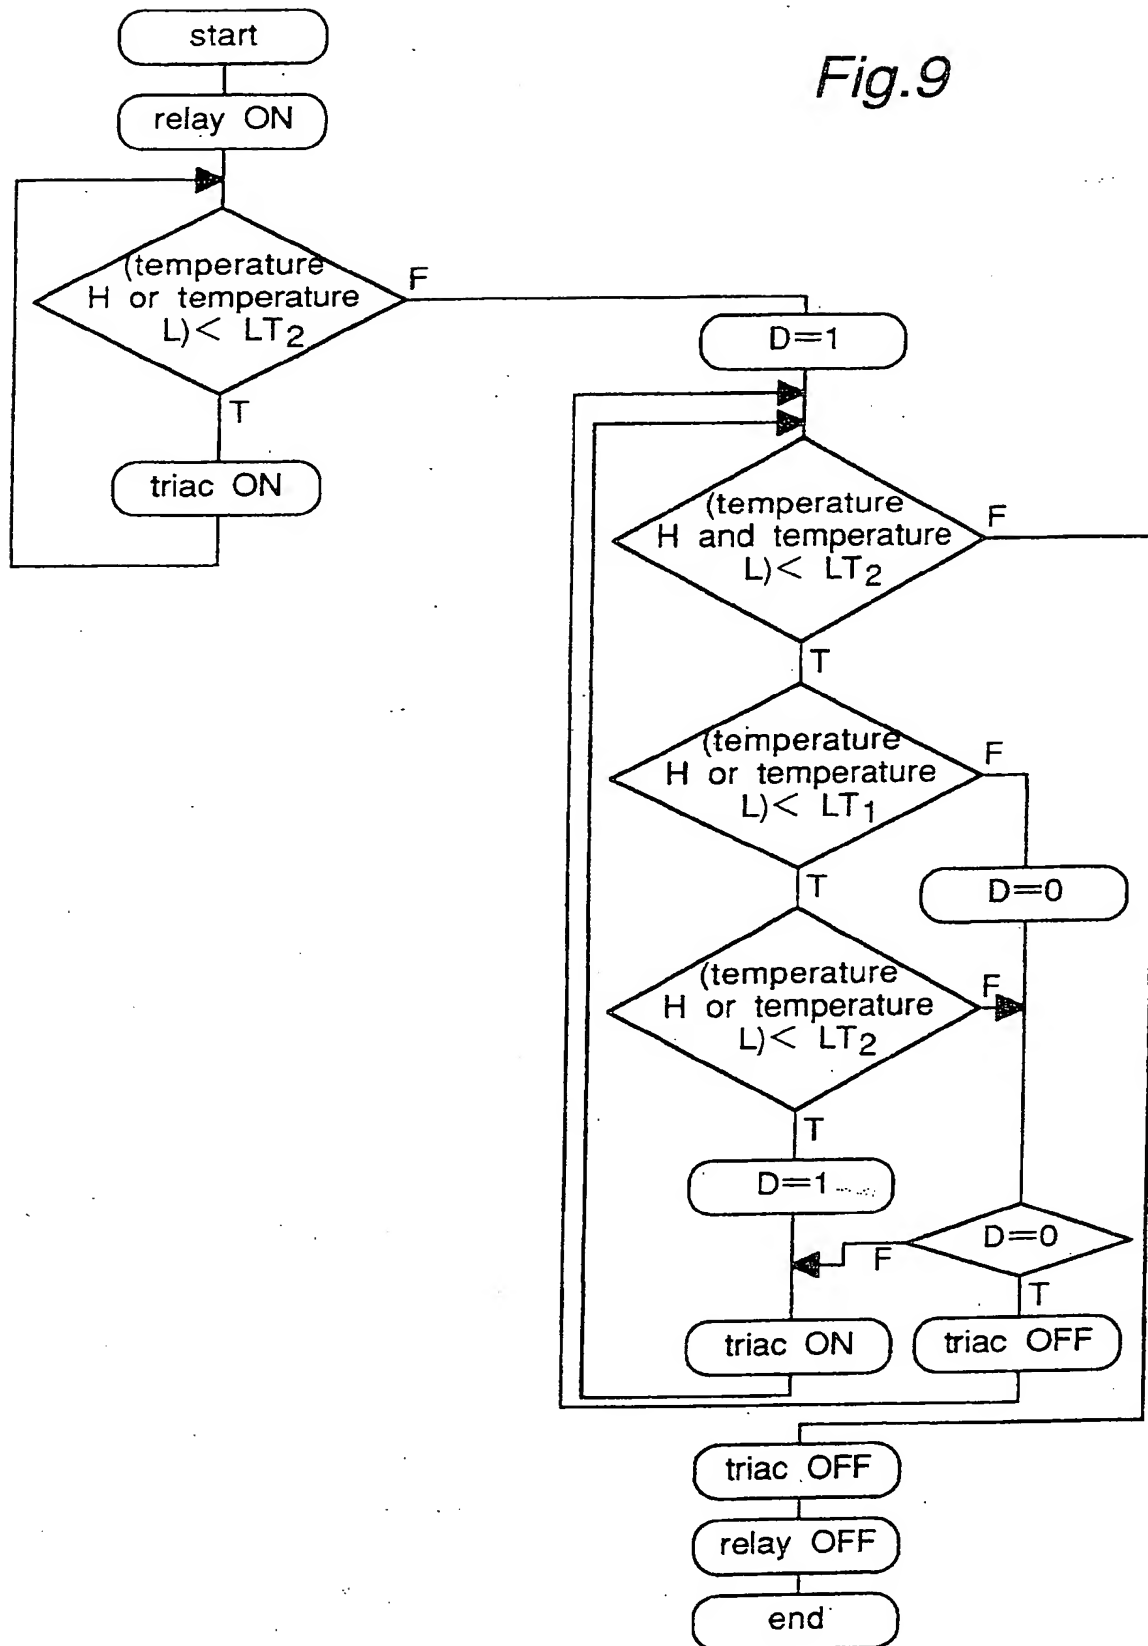 Fig.9
start
relay ON
(temperature
H or temperature
L)< LT2
F
T
triac ON
D=1
(temperature
H and temperature
L)< LT2
F
T
(temperature
H or temperature
L)< LT1
F
T
D=0
(temperature
H or temperature
L)< LT2
F
T
D=1
D=0
F
T
triac ON
triac OFF
triac OFF
relay OFF
end